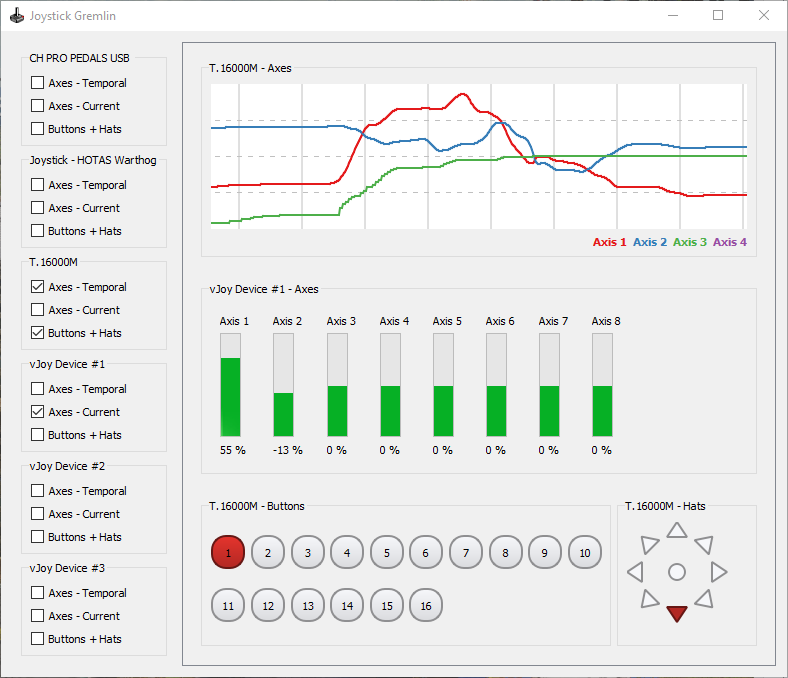 Joystick Gremlin
CH PRO PEDALS USB
Axes - Temporal
Axes - Current
Buttons + Hats
Joystick - HOTAS Warthog
Axes - Temporal
Axes - Current
Buttons + Hats
T.16000M
Axes - Temporal
Axes - Current
Buttons + Hats
vJoy Device #1
Axes - Temporal
Axes - Current
Buttons + Hats
vJoy Device #2
Axes - Temporal
Axes - Current
Buttons + Hats
vJoy Device #3
Axes - Temporal
Axes - Current
Buttons + Hats
T.16000M - Axes
Axis 1 Axis 2 Axis 3 Axis 4
vJoy Device #1 - Axes
Axis 1 Axis 2 Axis 3 Axis 4 Axis 5 Axis 6 Axis 7 Axis 8
55 % -13 % 0 % 0 % 0 % 0 % 0 % 0 %
T.16000M - Buttons
1 2 3 4 5 6 7 8 9 10
11 12 13 14 15 16
T.16000M - Hats